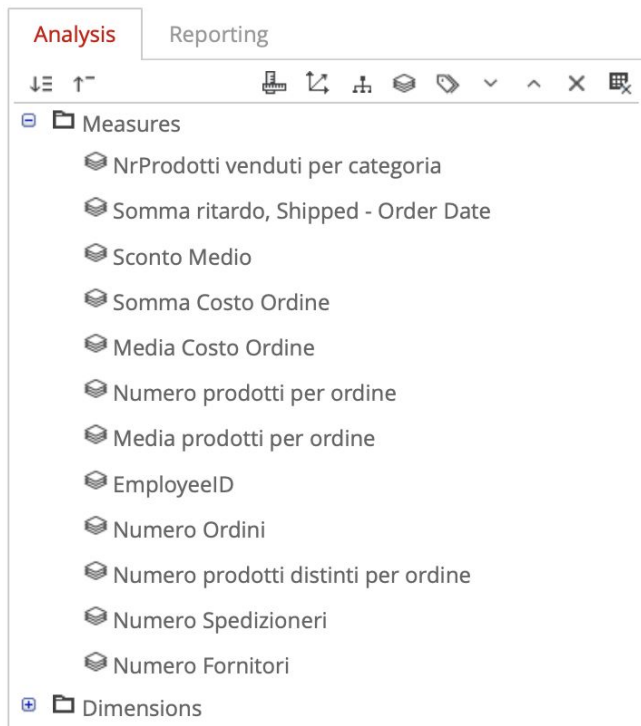 Analysis Reporting
Measures
NrProdotti venduti per categoria
Somma ritardo, Shipped - Order Date
Sconto Medio
Somma Costo Ordine
Media Costo Ordine
Numero prodotti per ordine
Media prodotti per ordine
EmployeeID
Numero Ordini
Numero prodotti distinti per ordine
Numero Spedizioneri
Numero Fornitori
Dimensions